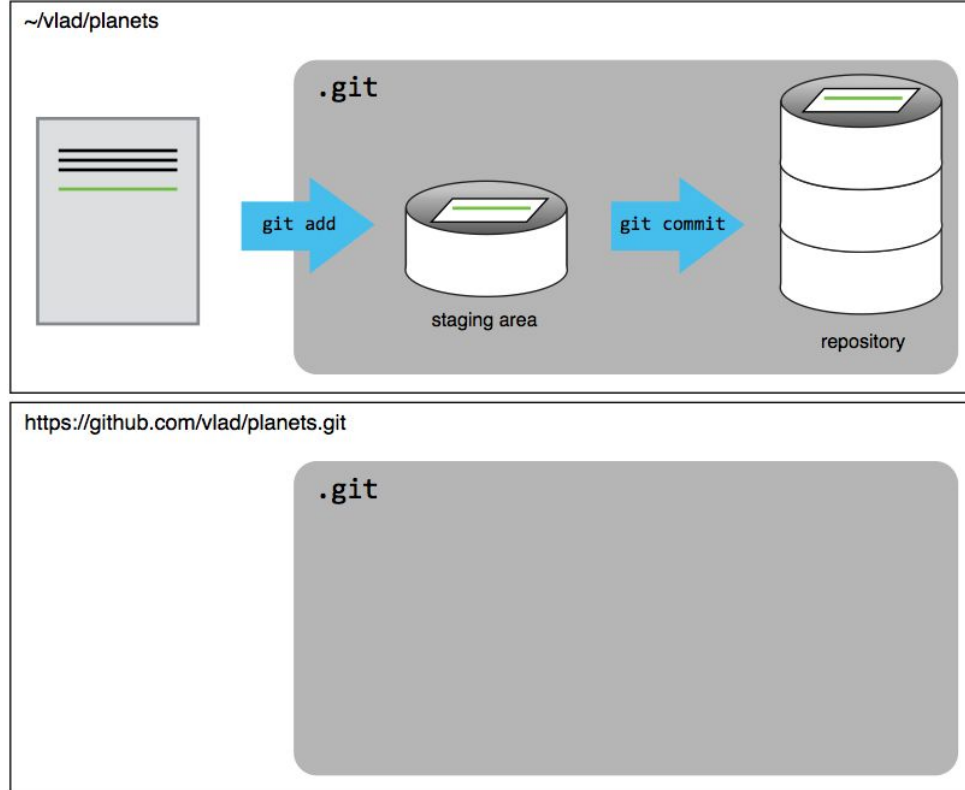 ~/vlad/planets
.git
git add
git commit
staging area
repository
https://github.com/vlad/planets.git
.git